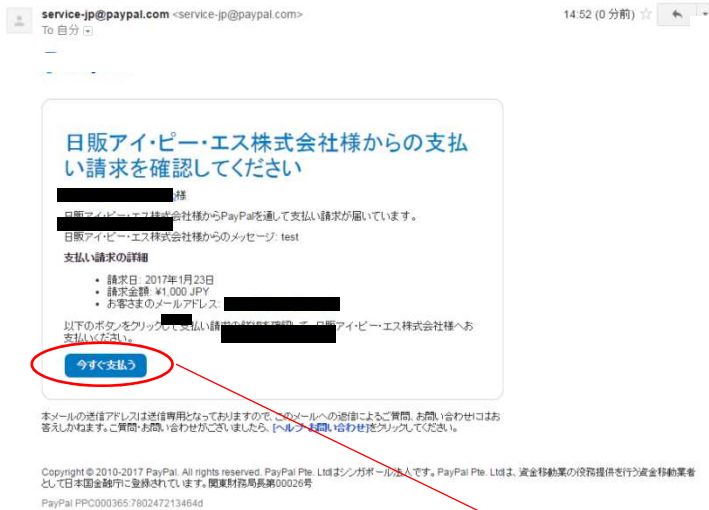 service-jp@paypal.com <service-jp@paypal.com>
14:52 (0 分前)
To 自分
日販アイ・ピー・エス株式会社様からの支払
い請求を確認してください
様
日販アイ・ピー・エス株式会社様からPayPalを通して支払い請求が届いています。
日販アイ・ピー・エス株式会社様からのメッセージ: test
支払い請求の詳細
• 請求日: 2017年1月23日
• 請求金額: ¥1,000 JPY
• お客さまのメールアドレス:
以下のボタンをクリックして支払い請求の詳細を確認して、日販アイ・ピー・エス株式会社様へお
支払いください。
今すぐ支払う
本メールの送信アドレスは送信専用となっておりますので、このメールへの返信によるご質問、お問い合わせにはお
答えしかねます。ご質問・お問い合わせがございましたら、[ヘルプ・お問い合わせ]をクリックしてください。
Copyright © 2010-2017 PayPal. All rights reserved. PayPal Pte. Ltdはシンガポール法人です。PayPal Pte. Ltdは、資金移動業の役務提供を行う資金移動業者
として日本国金融庁に登録されています。関東財務局長第00026号
PayPal PPC000365:780247213464d